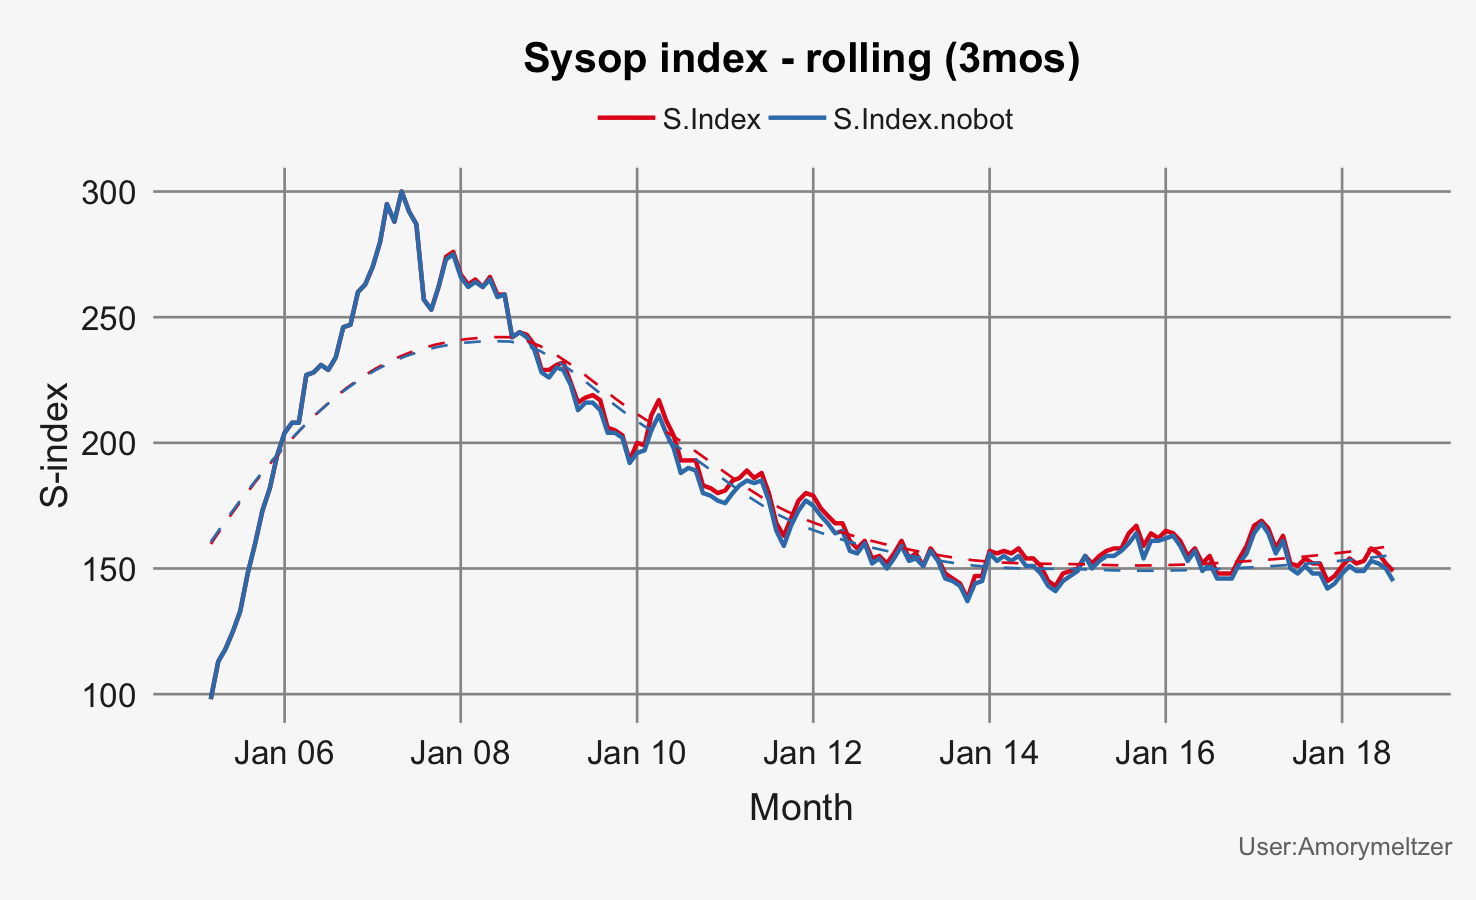 Sysop index - rolling (3mos)
S.Index S.Index.nobot
300
250
200
150
100
S-index
Jan 06 Jan 08 Jan 10 Jan 12 Jan 14 Jan 16 Jan 18
Month
User:Amorymeltzer